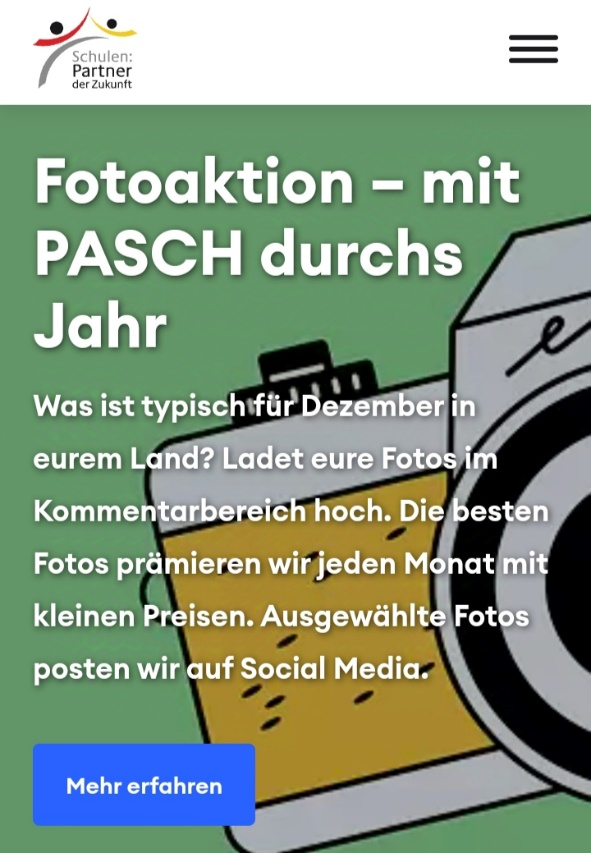 Schulen:
Partner
der Zukunft
Fotoaktion – mit
PASCH durchs
Jahr
Was ist typisch für Dezember in
eurem Land? Ladet eure Fotos im
Kommentarbereich hoch. Die besten
Fotos prämieren wir jeden Monat mit
kleinen Preisen. Ausgewählte Fotos
posten wir auf Social Media.
Mehr erfahren